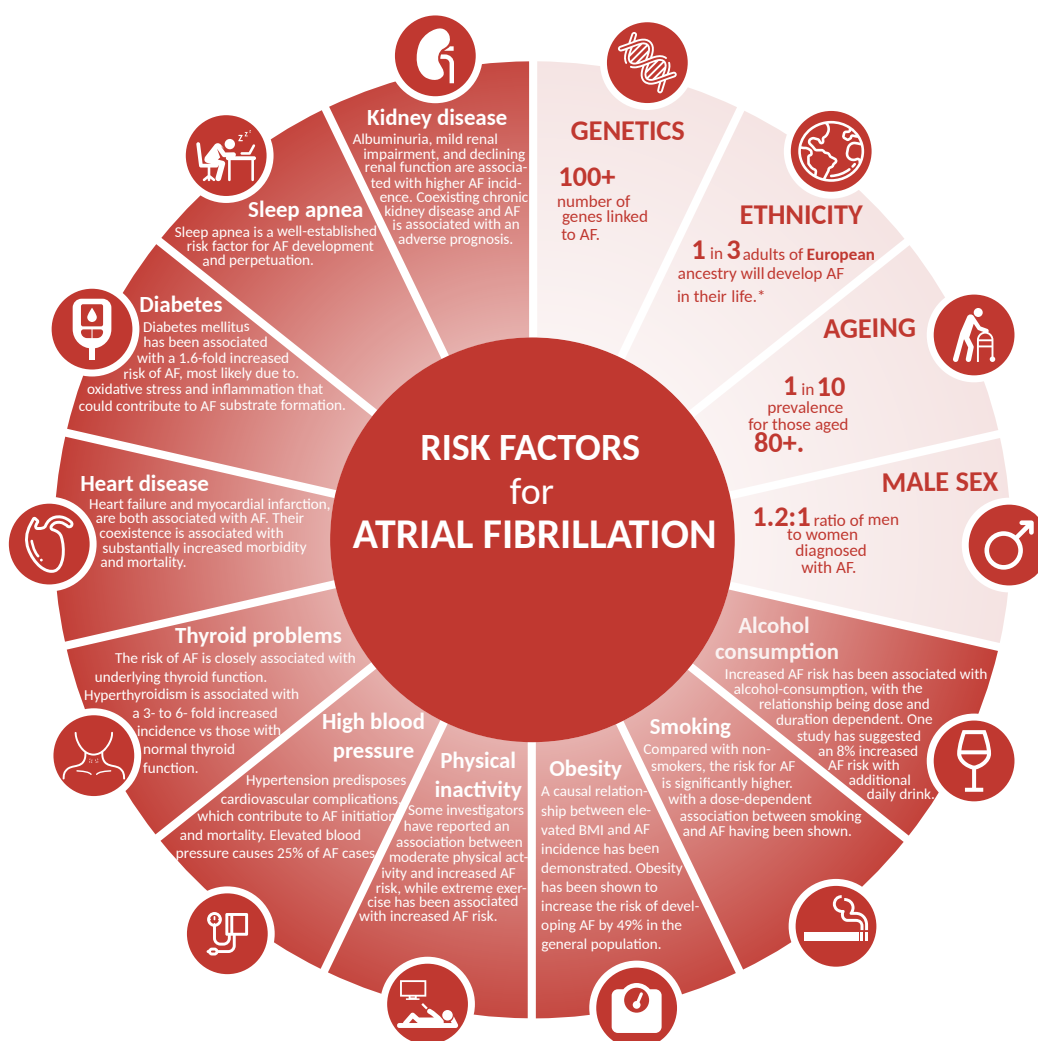 RISK FACTORS
for
ATRIAL FIBRILLATION
GENETICS
100+
number of
genes linked
to AF.
ETHNICITY
1 in 3 adults of European
ancestry will develop AF
in their life.*
AGEING
1 in 10
prevalence
for those aged
80+.
MALE SEX
1.2:1 ratio of men
to women
diagnosed
with AF.
Alcohol
consumption
Increased AF risk has been associated with
alcohol-consumption, with the
relationship being dose and
duration dependent. One
study has suggested
an 8% increased
AF risk with
additional
daily drink.
Smoking
Compared with non-
smokers, the risk for AF
is significantly higher.
with a dose-dependent
association between smoking
and AF having been shown.
Obesity
A causal relation-
ship between ele-
vated BMI and AF
incidence has been
demonstrated. Obesity
has been shown to
increase the risk of devel-
oping AF by 49% in the
general population.
Physical
inactivity
Some investigators
have reported an
association between
moderate physical act-
ivity and increased AF
risk, while extreme exer-
cise has been associated
with increased AF risk.
High blood
pressure
Hypertension predisposes
cardiovascular complications,
which contribute to AF initiation
and mortality. Elevated blood
pressure causes 25% of AF cases
Thyroid problems
The risk of AF is closely associated with
underlying thyroid function.
Hyperthyroidism is associated with
a 3- to 6- fold increased
incidence vs those with
normal thyroid
function.
Heart disease
Heart failure and myocardial infarction,
are both associated with AF. Their
coexistence is associated with
substantially increased morbidity
and mortality.
Diabetes
Diabetes mellitus
has been associated
with a 1.6-fold increased
risk of AF, most likely due to.
oxidative stress and inflammation that
could contribute to AF substrate formation.
Sleep apnea
Sleep apnea is a well-established
risk factor for AF development
and perpetuation.
Kidney disease
Albuminuria, mild renal
impairment, and declining
renal function are associa-
ted with higher AF incid-
ence. Coexisting chronic
kidney disease and AF
is associated with an
adverse prognosis.
z z z